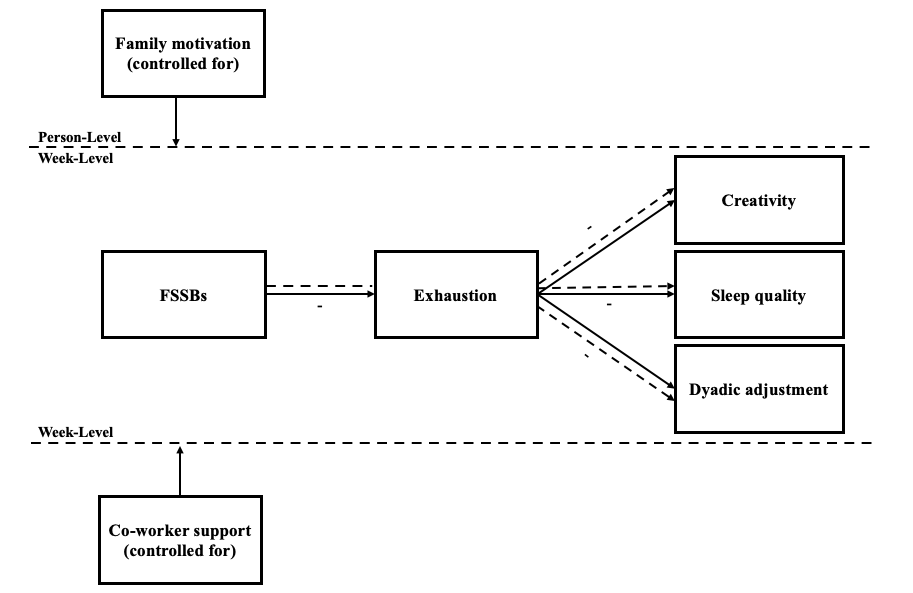 Family motivation
(controlled for)
Person-Level
Week-Level
Creativity
-
FSSBs
-
Exhaustion
-
Sleep quality
-
Dyadic adjustment
Week-Level
Co-worker support
(controlled for)